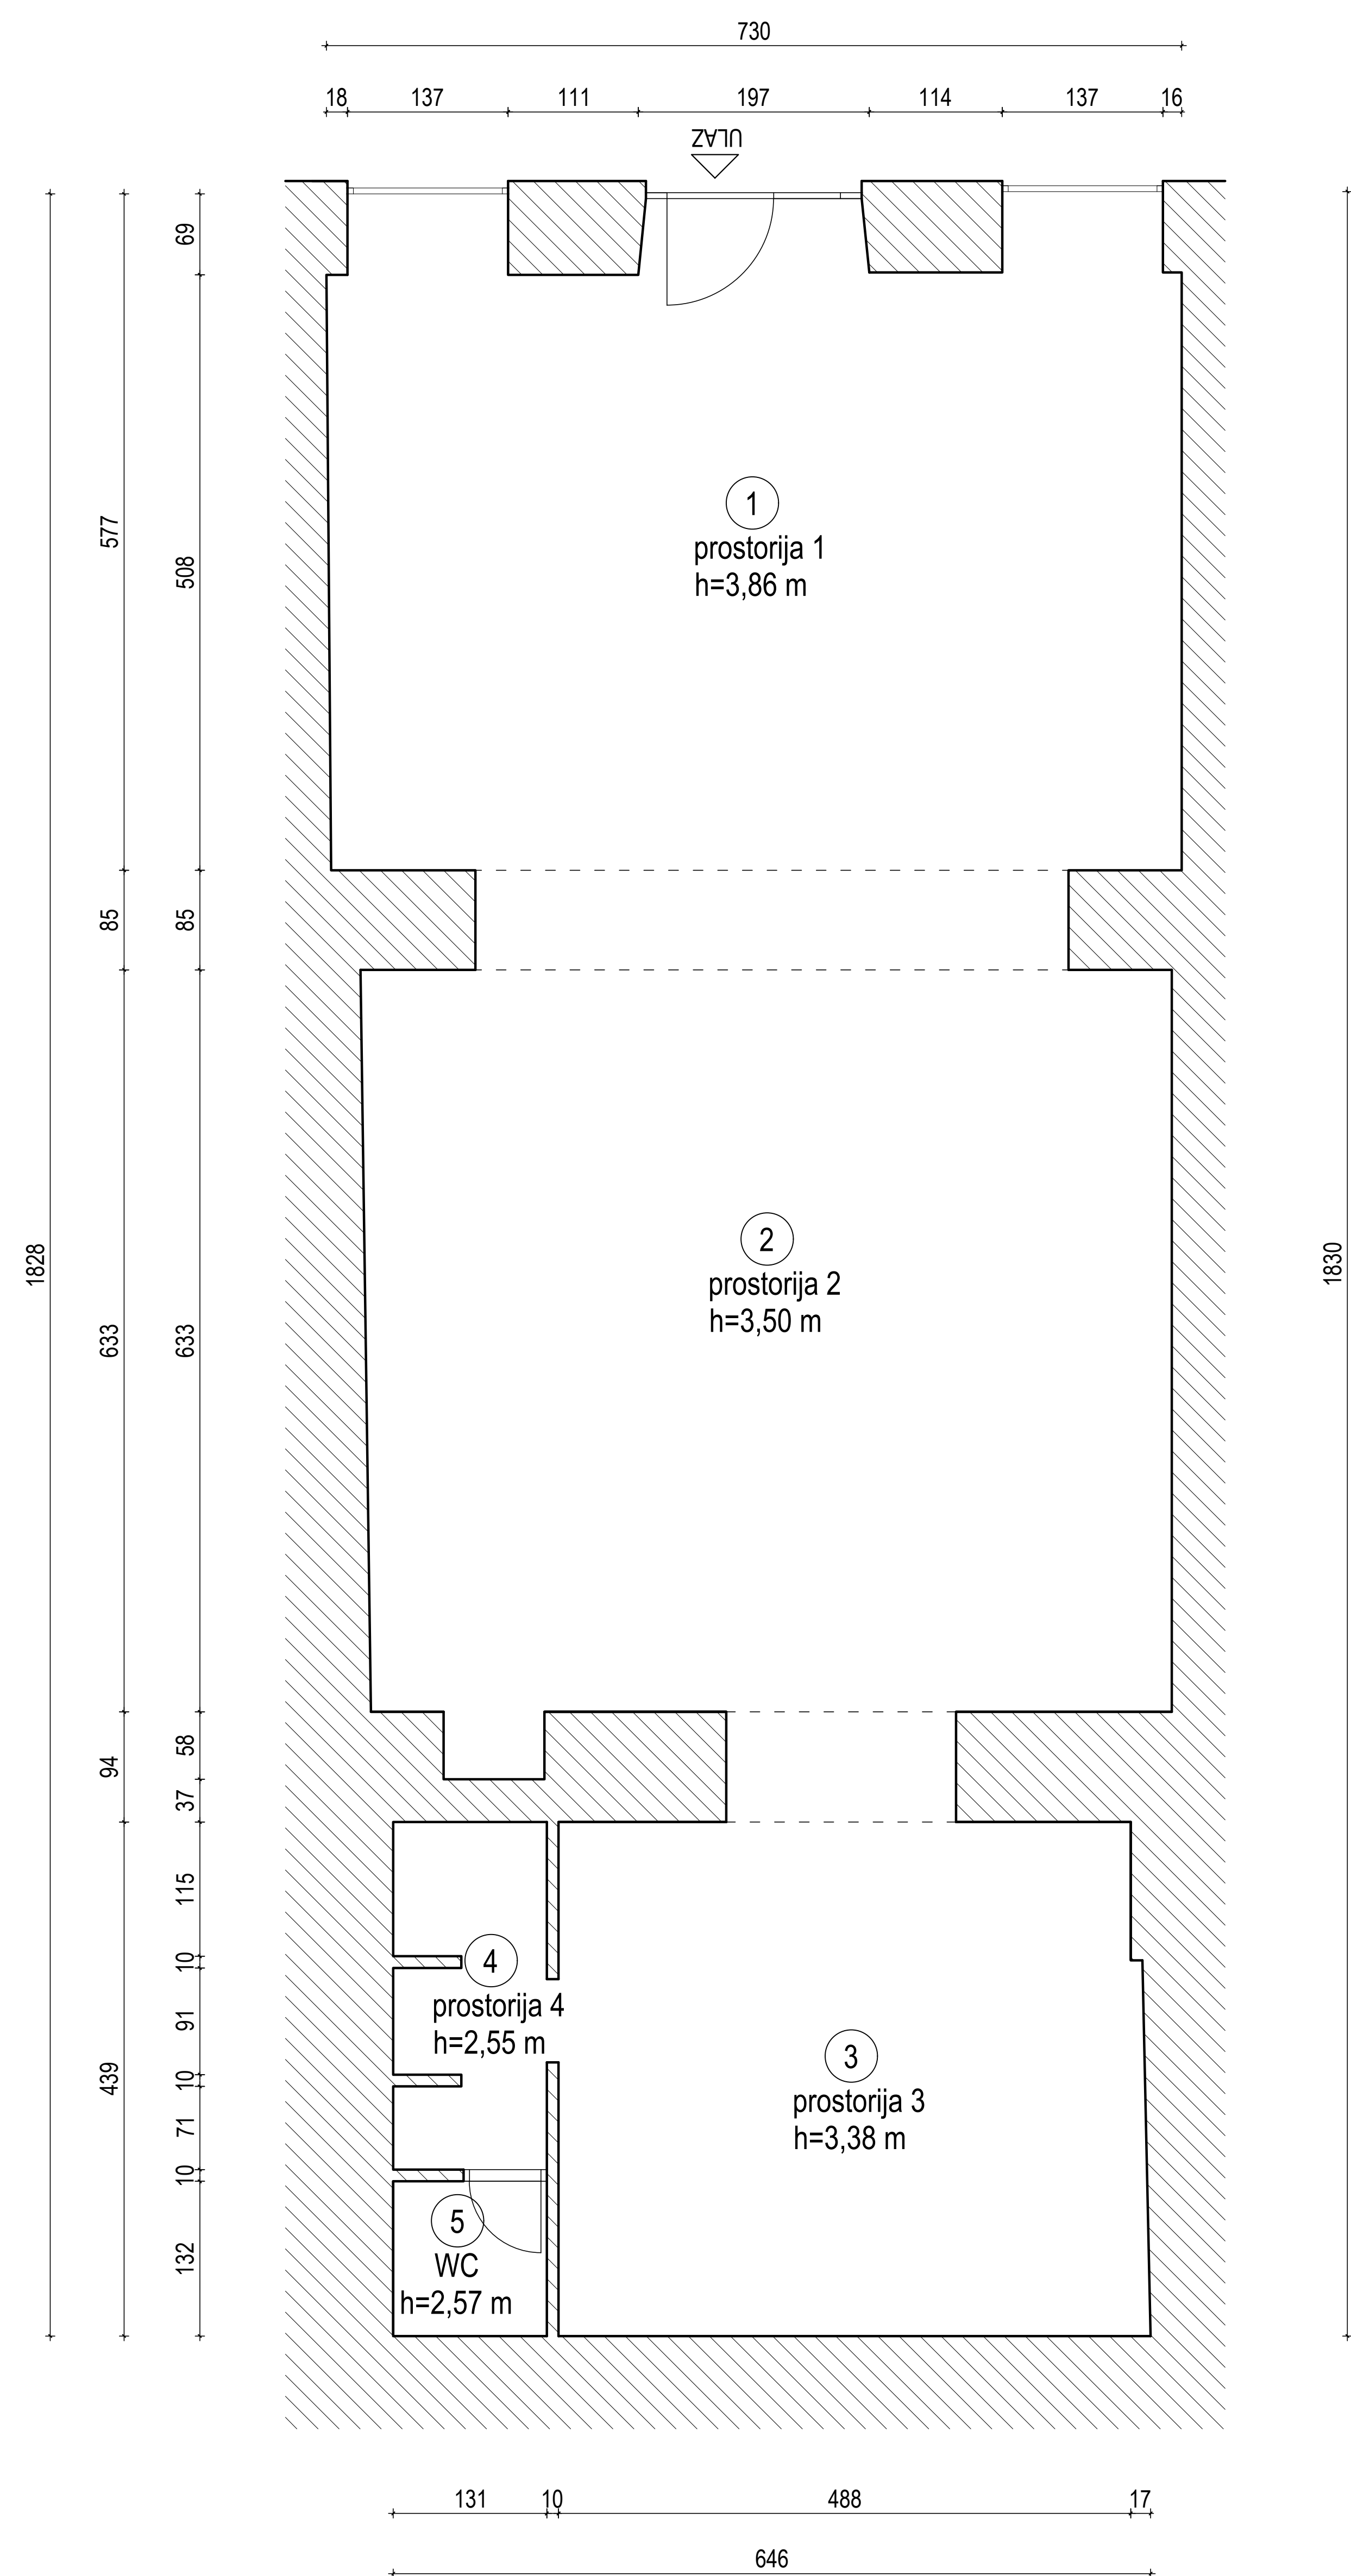 730
18 137 111 197 114 137 16
ULAZ
69
577
508
1
prostorija 1
h=3,86 m
85
85
1828
633
633
2
prostorija 2
h=3,50 m
1830
94
58
37
439
115
10
91
10
71
10
132
4
prostorija 4
h=2,55 m
3
prostorija 3
h=3,38 m
5
WC
h=2,57 m
131 10 488 17
646